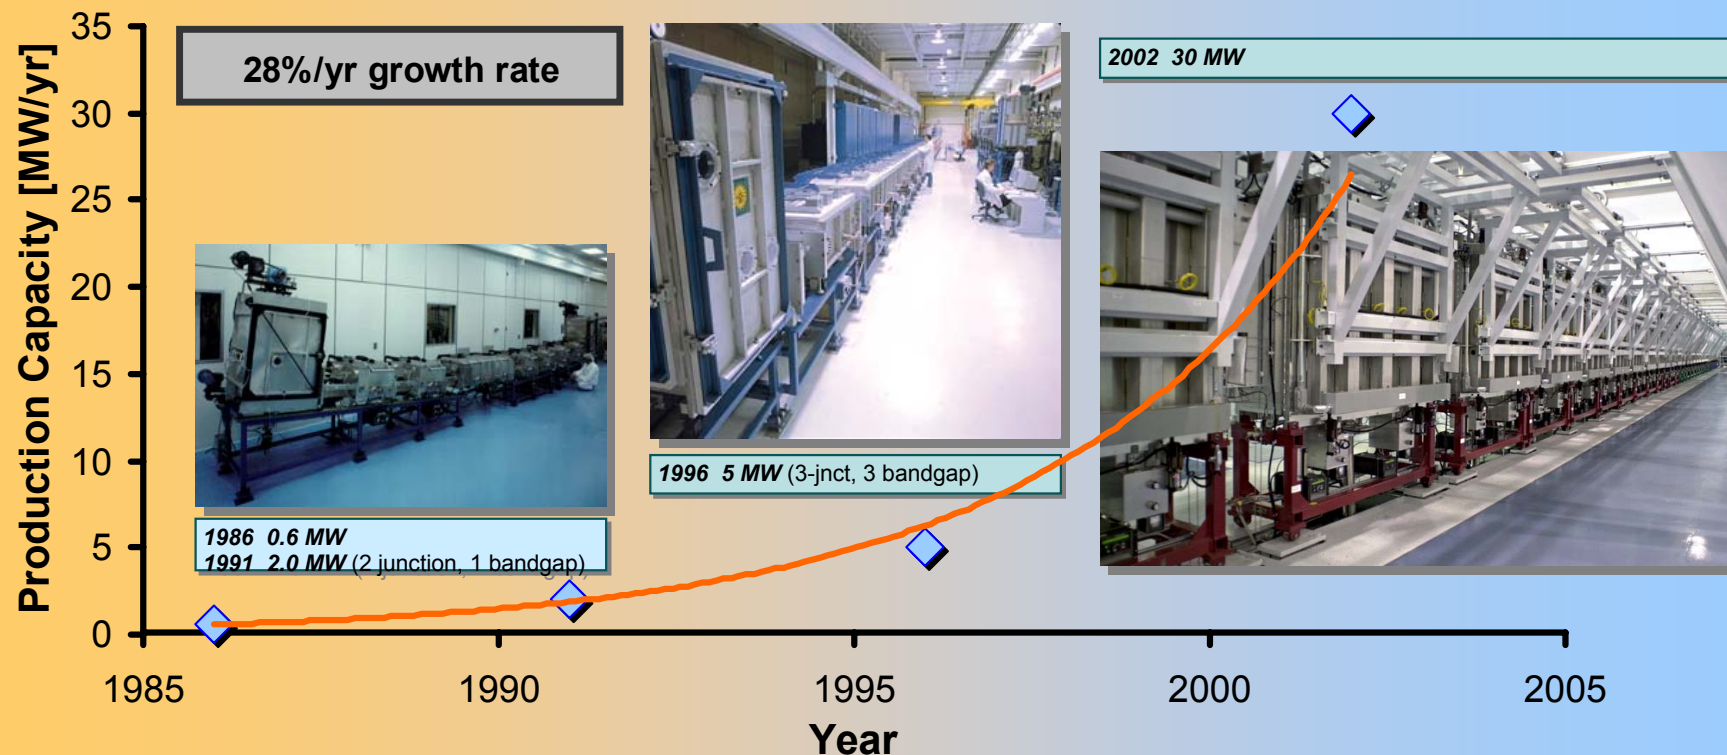 35
30
25
20
15
10
5
0
Production Capacity [MW/yr]
28%/yr growth rate
1986 0.6 MW
1991 2.0 MW (2 junction, 1 bandgap)
1996 5 MW (3-jnct, 3 bandgap)
2002 30 MW
1985 1990 1995 2000 2005
Year